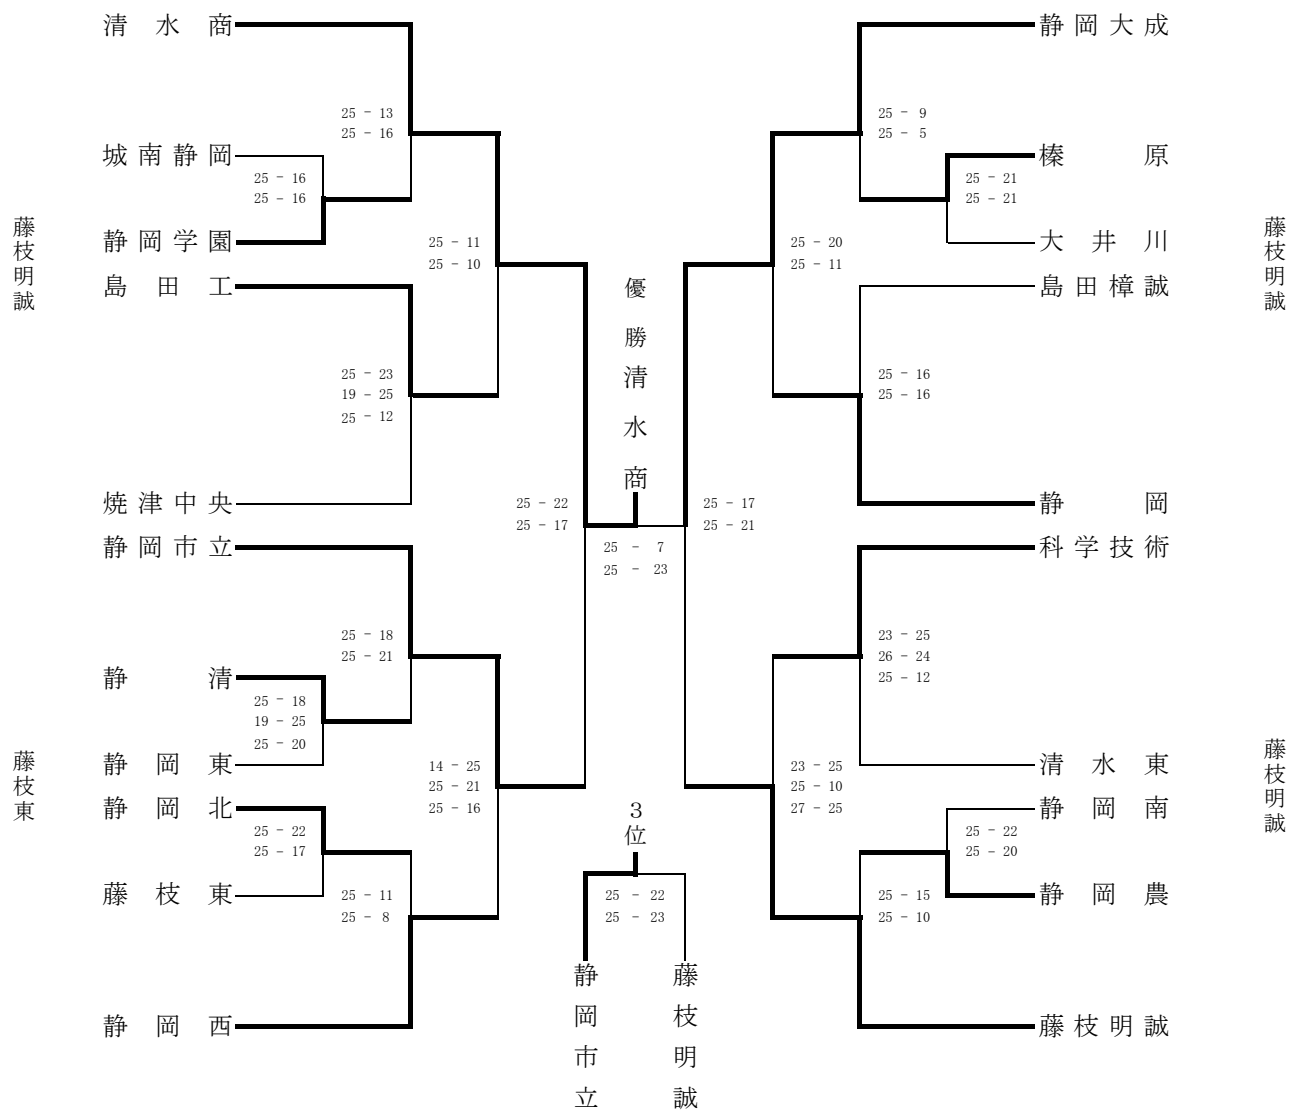 清水商
城南静岡
静岡学園
島田工
焼津中央
静岡市立
静清
静岡東
静岡北
藤枝東
静岡西
藤枝明誠
藤枝東
25 - 13
25 - 16
25 - 16
25 - 16
25 - 11
25 - 10
25 - 23
19 - 25
25 - 12
25 - 22
25 - 17
25 - 18
25 - 21
25 - 18
19 - 25
25 - 20
14 - 25
25 - 21
25 - 16
25 - 22
25 - 17
25 - 11
25 - 8
優勝
清水商
25 - 7
25 - 23
3位
25 - 22
25 - 23
静岡市立
藤枝明誠
静岡大成
榛原
大井川
島田樟誠
静岡
科学技術
清水東
静岡南
静岡農
藤枝明誠
25 - 9
25 - 5
25 - 21
25 - 21
25 - 20
25 - 11
25 - 16
25 - 16
25 - 17
25 - 21
23 - 25
26 - 24
25 - 12
23 - 25
25 - 10
27 - 25
25 - 22
25 - 20
25 - 15
25 - 10
藤枝明誠
藤枝明誠